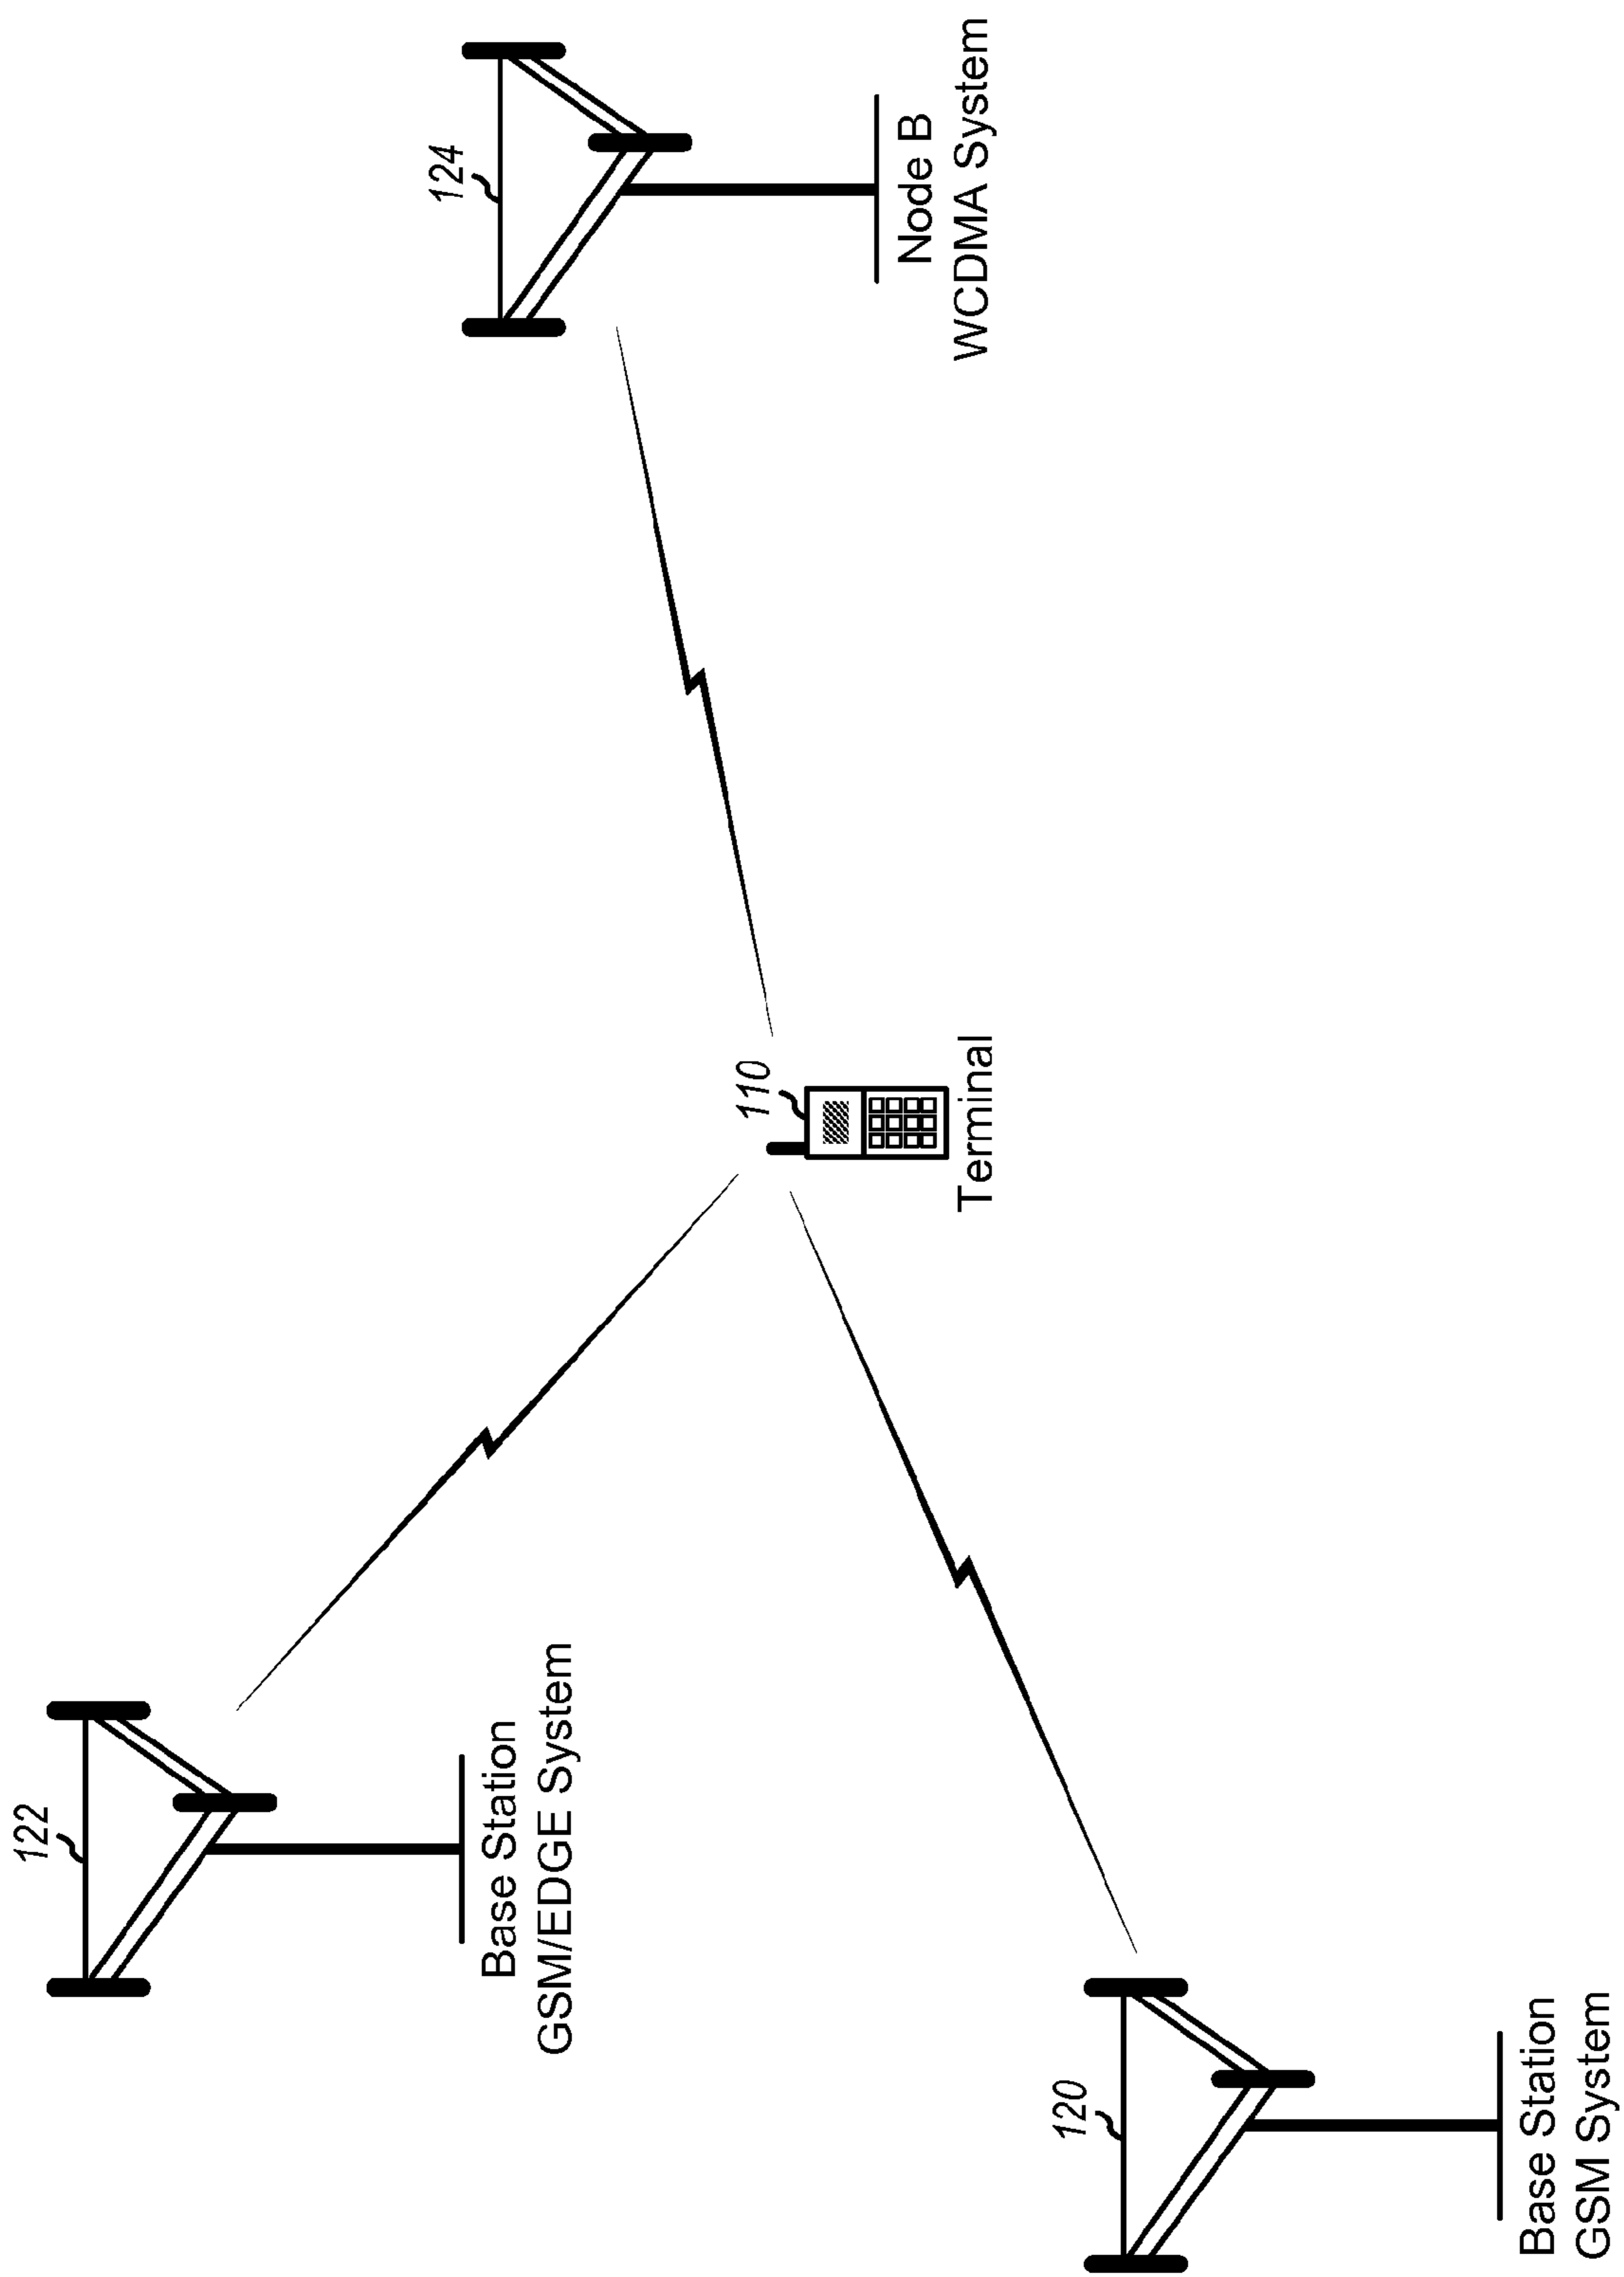 122
Base Station
GSM/EDGE System
124
Node B
WCDMA System
110
Terminal
120
Base Station
GSM System